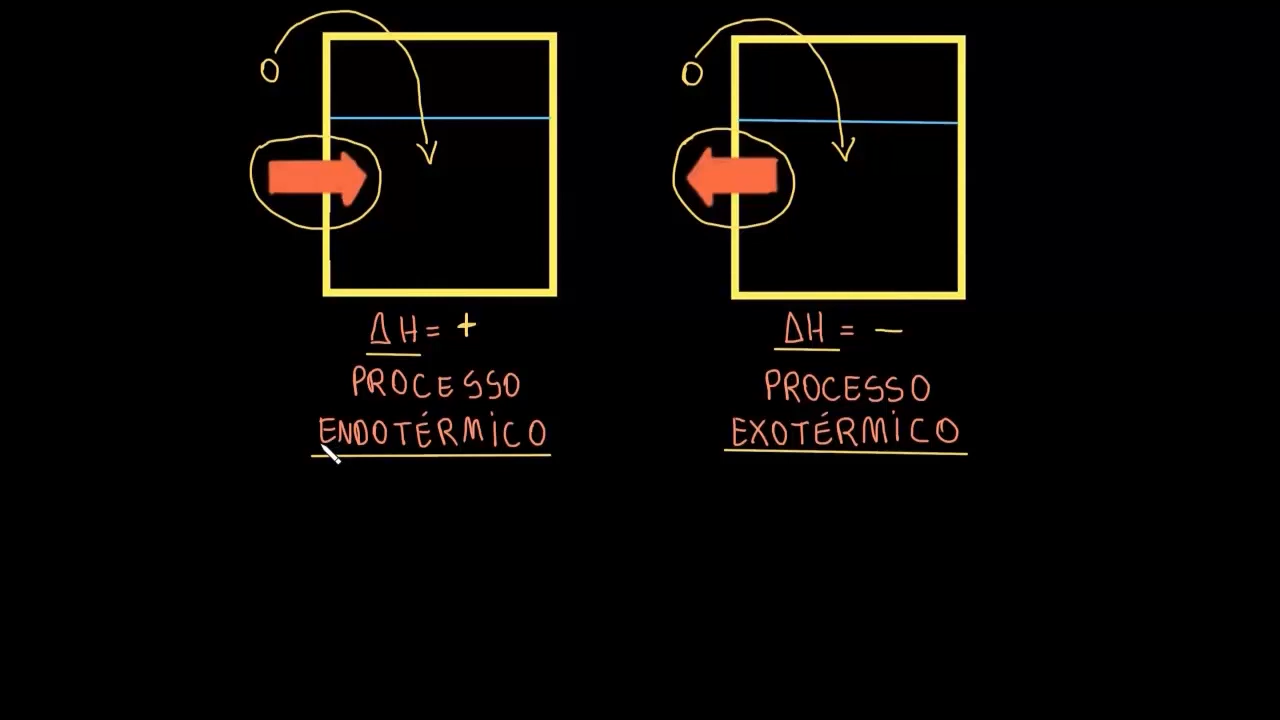 ΔH = +
PROCESSO
ENDOTÉRMICO
ΔH = −
PROCESSO
EXOTÉRMICO